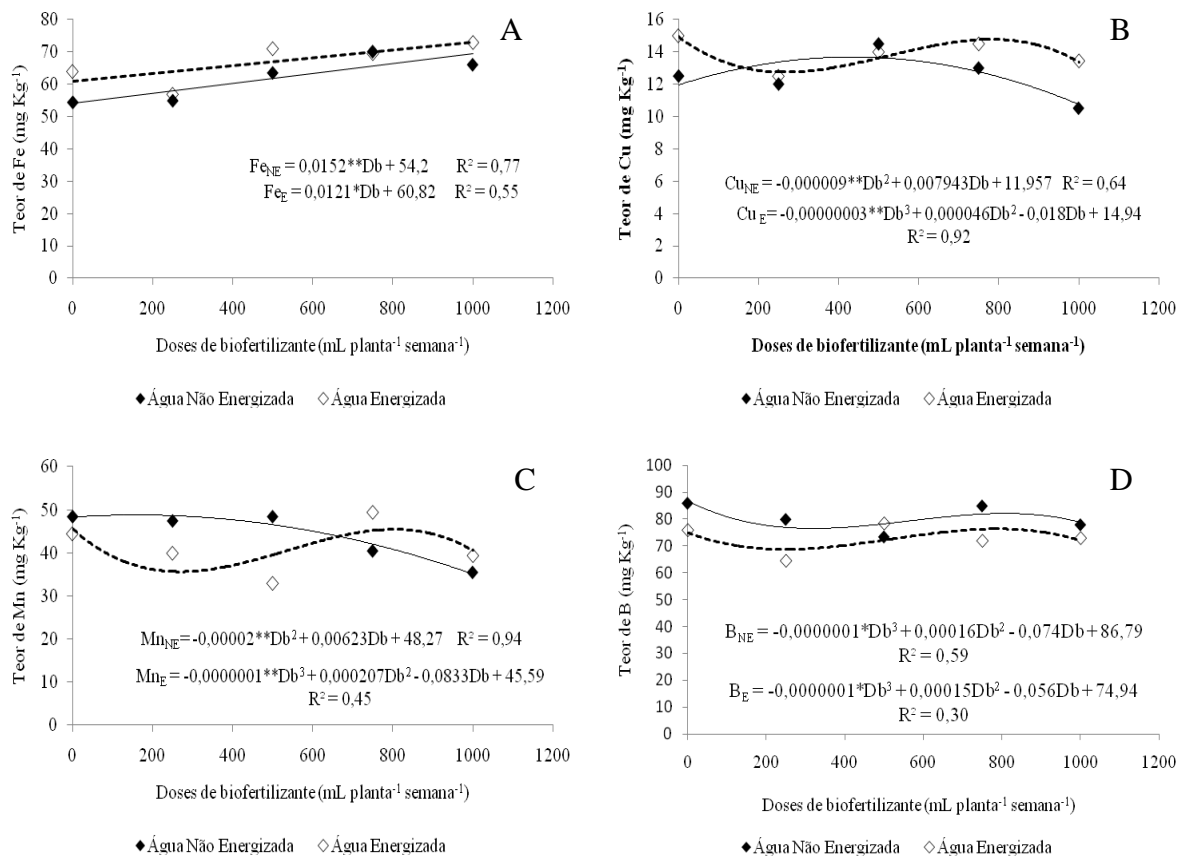 A
Teor de Fe (mg Kg⁻¹)
90
80
70
60
50
40
30
20
10
0
Fe_NE = 0,0152**Db + 54,2 R² = 0,77
Fe_E = 0,0121*Db + 60,82 R² = 0,55
0 200 400 600 800 1000 1200
Doses de biofertilizante (mL planta⁻¹ semana⁻¹)
◆Água Não Energizada ◇Água Energizada
B
Teor de Cu (mg Kg⁻¹)
16
14
12
10
8
6
4
2
0
Cu_NE = -0,000009**Db² + 0,007943Db + 11,957 R² = 0,64
Cu_E = -0,00000003**Db³ + 0,000046Db² - 0,018Db + 14,94
R² = 0,92
0 200 400 600 800 1000 1200
Doses de biofertilizante (mL planta⁻¹ semana⁻¹)
◆Água Não Energizada ◇Água Energizada
C
Teor de Mn (mg Kg⁻¹)
60
50
40
30
20
10
0
Mn_NE = -0,00002**Db² + 0,00623Db + 48,27 R² = 0,94
Mn_E = -0,0000001**Db³ + 0,000207Db² - 0,0833Db + 45,59
R² = 0,45
0 200 400 600 800 1000 1200
Doses de biofertilizante (mL planta⁻¹ semana⁻¹)
◆Água Não Energizada ◇Água Energizada
D
Teor de B (mg Kg⁻¹)
100
90
80
70
60
50
40
30
20
10
0
B_NE = -0,0000001*Db³ + 0,00016Db² - 0,074Db + 86,79
R² = 0,59
B_E = -0,0000001*Db³ + 0,00015Db² - 0,056Db + 74,94
R² = 0,30
0 200 400 600 800 1000 1200
Doses de biofertilizante (mL planta⁻¹ semana⁻¹)
◆Água Não Energizada ◇Água Energizada